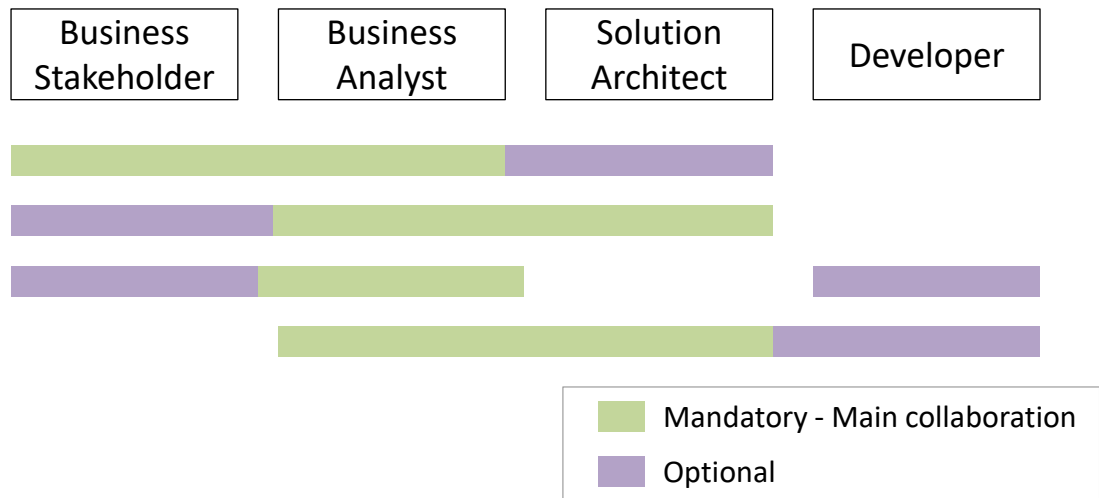 Business
Stakeholder
Business
Analyst
Solution
Architect
Developer
Mandatory - Main collaboration
Optional